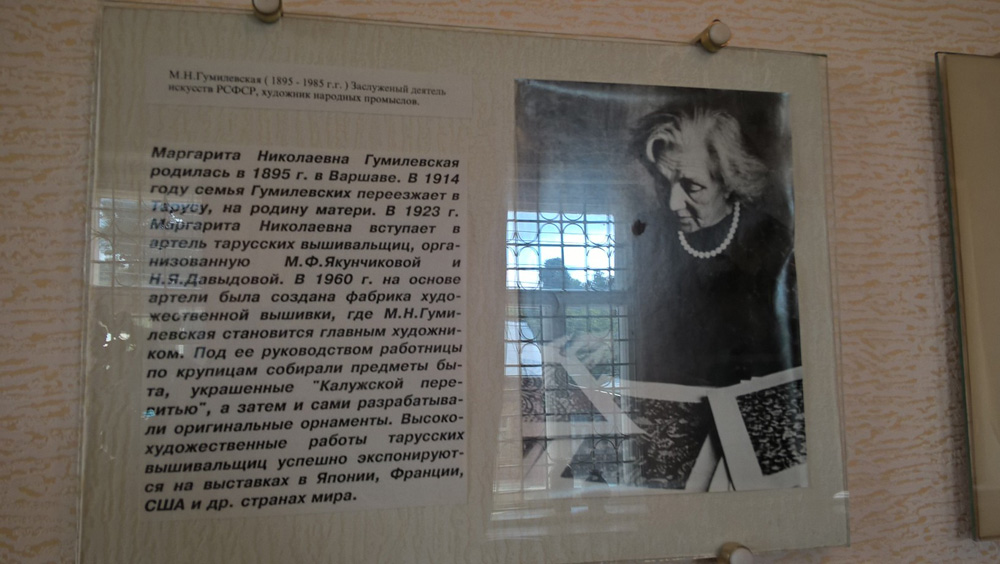 М.Н.Гумилевская ( 1895 - 1985 г.г. ) Заслуженый деятель
искусств РСФСР, художник народных промыслов.
Маргарита Николаевна Гумилевская
родилась в 1895 г. в Варшаве. В 1914
году семья Гумилевских переезжает в
Тарусу, на родину матери. В 1923 г.
Маргарита Николаевна вступает в
артель тарусских вышивальщиц, орга-
низованную М.Ф.Якунчиковой и
Н.Я.Давыдовой. В 1960 г. на основе
артели была создана фабрика худо-
жественной вышивки, где М.Н.Гуми-
левская становится главным художни-
ком. Под ее руководством работницы
по крупицам собирали предметы бы-
та, украшенные "Калужской пере-
витью", а затем и сами разрабатыва-
ли оригинальные орнаменты. Высоко-
художественные работы тарусских
вышивальщиц успешно экспонируют-
ся на выставках в Японии, Франции,
США и др. странах мира.